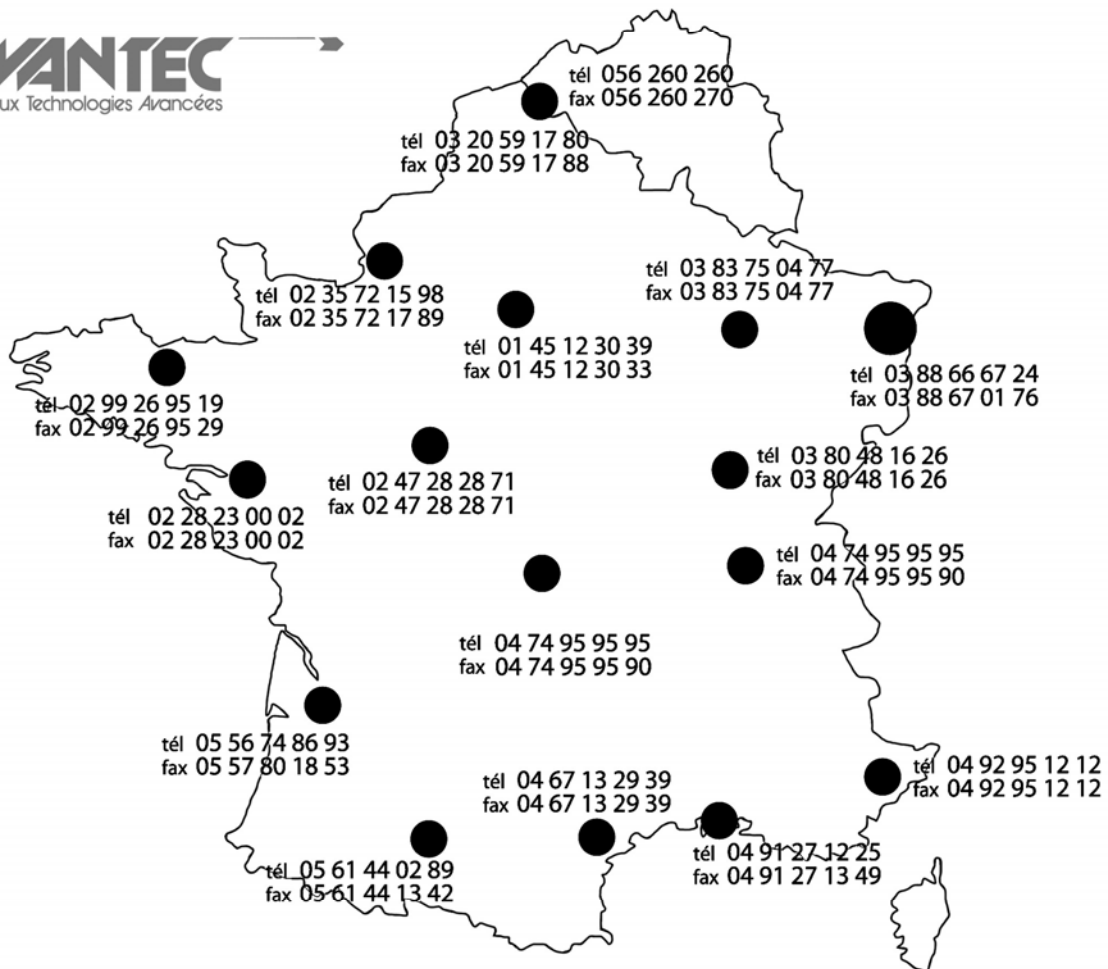 VANTEC
ux Technologies Avancées
tél 056 260 260
fax 056 260 270
tél 03 20 59 17 80
fax 03 20 59 17 88
tél 03 83 75 04 77
fax 03 83 75 04 77
tél 02 35 72 15 98
fax 02 35 72 17 89
tél 01 45 12 30 39
fax 01 45 12 30 33
tél 03 88 66 67 24
fax 03 88 67 01 76
tél 02 99 26 95 19
fax 02 99 26 95 29
tél 03 80 48 16 26
fax 03 80 48 16 26
tél 02 47 28 28 71
fax 02 47 28 28 71
tél 02 28 23 00 02
fax 02 28 23 00 02
tél 04 74 95 95 95
fax 04 74 95 95 90
tél 04 74 95 95 95
fax 04 74 95 95 90
tél 05 56 74 86 93
fax 05 57 80 18 53
tél 04 92 95 12 12
fax 04 92 95 12 12
tél 04 67 13 29 39
fax 04 67 13 29 39
tél 04 91 27 12 25
fax 04 91 27 13 49
tél 05 61 44 02 89
fax 05 61 44 13 42